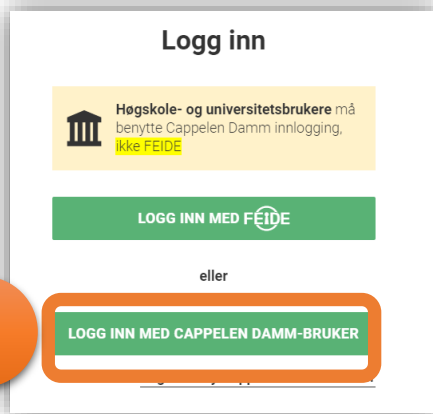 Logg inn
Høgskole- og universitetsbrukere må
benytte Cappelen Damm innlogging,
ikke FEIDE
LOGG INN MED FEIDE
eller
LOGG INN MED CAPPELEN DAMM-BRUKER